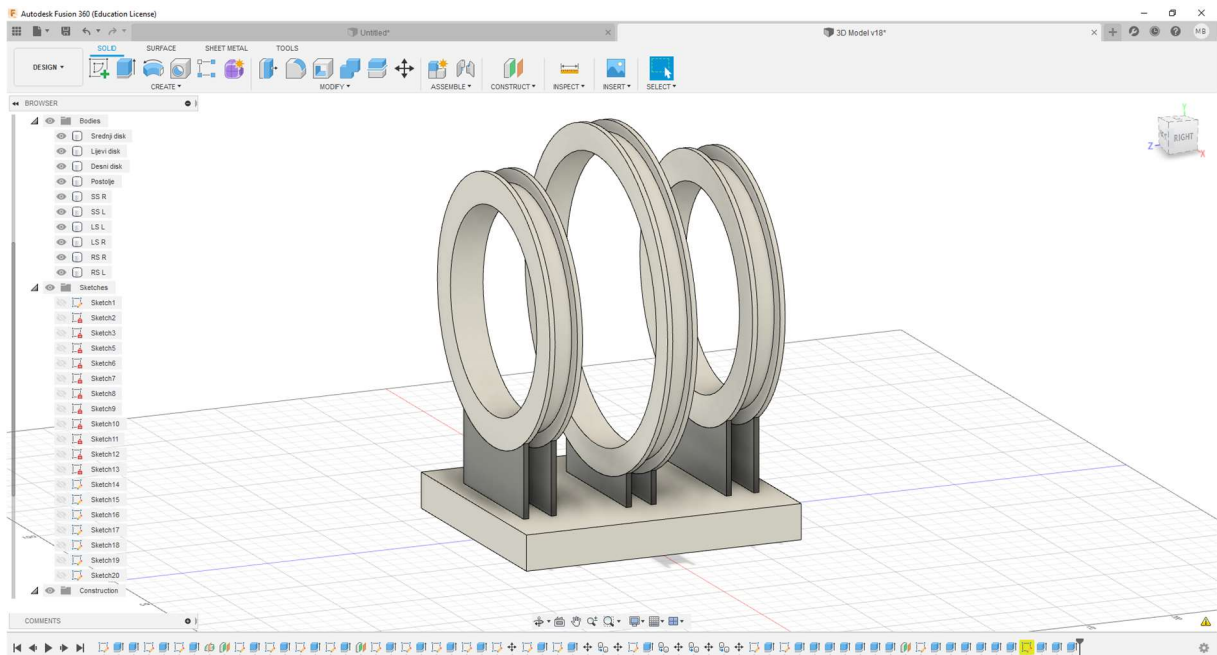 Autodesk Fusion 360 (Education License)
Untitled*
3D Model v18*
MB
SOLID SURFACE SHEET METAL TOOLS
DESIGN
CREATE MODIFY ASSEMBLE CONSTRUCT INSPECT INSERT SELECT
BROWSER
Bodies
Srednji disk
Lijevi disk
Desni disk
Postolje
SS R
SS L
LS L
LS R
RS R
RS L
Sketches
Sketch1
Sketch2
Sketch3
Sketch5
Sketch6
Sketch7
Sketch8
Sketch9
Sketch10
Sketch11
Sketch12
Sketch13
Sketch14
Sketch15
Sketch16
Sketch17
Sketch18
Sketch19
Sketch20
Construction
COMMENTS
Y
RIGHT
Z
X